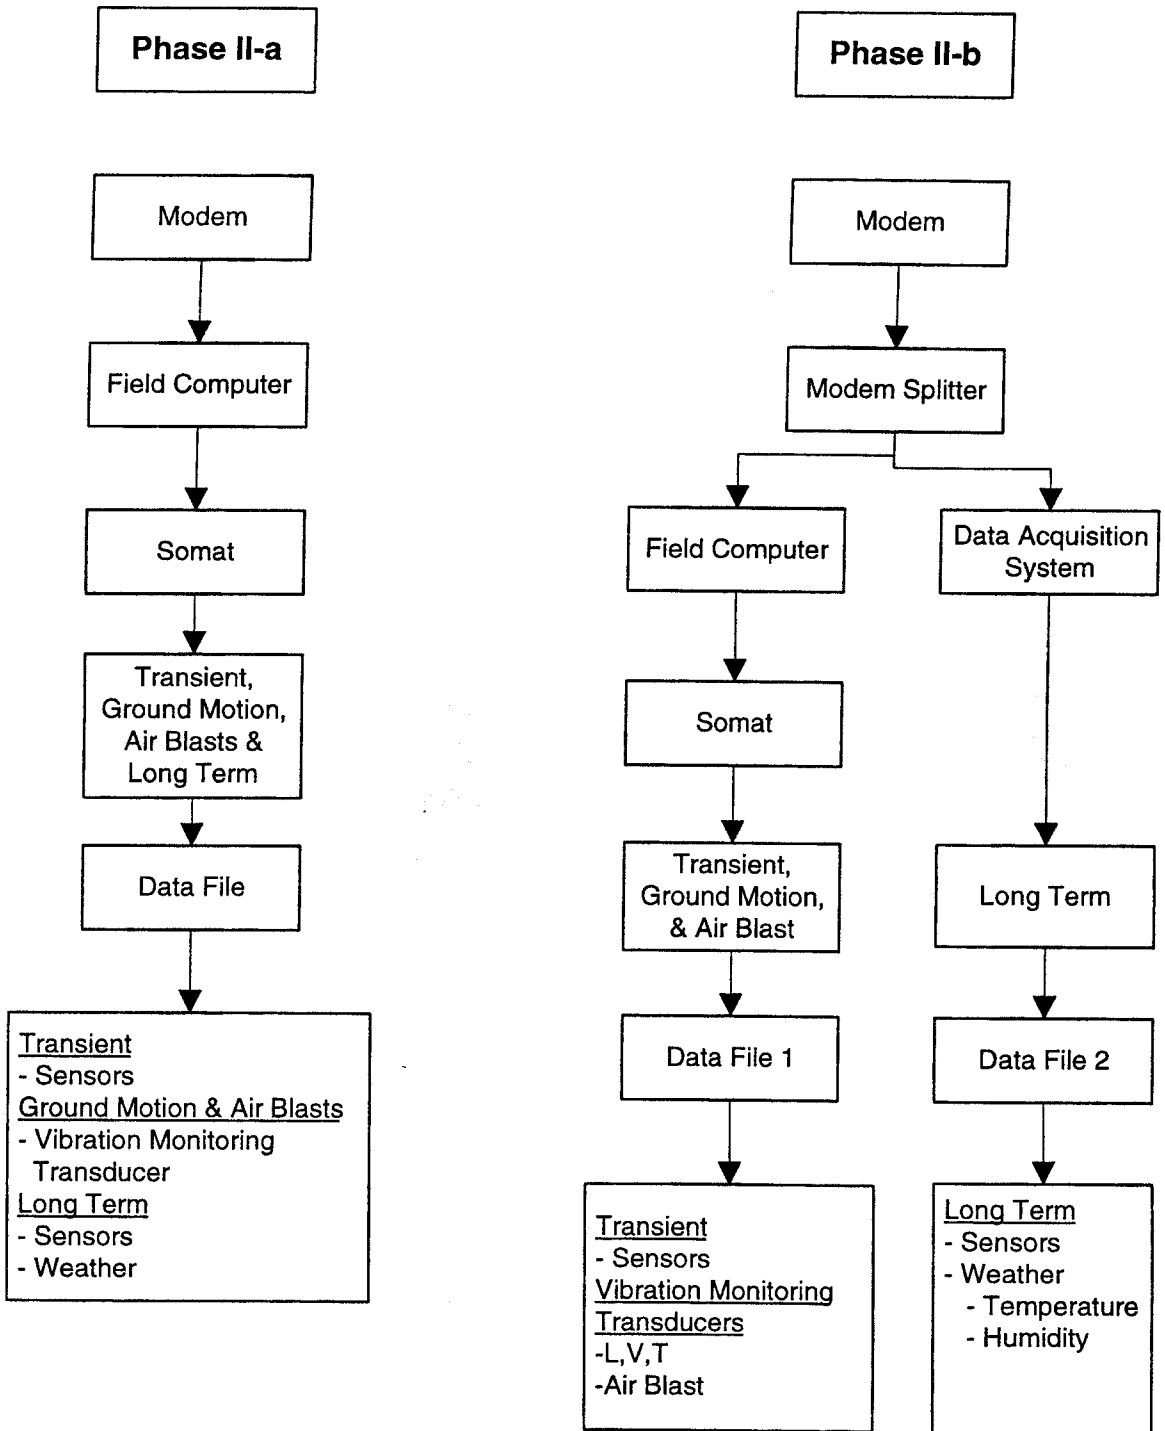 Phase II-a
Modem
Field Computer
Somat
Transient,
Ground Motion,
Air Blasts &
Long Term
Data File
Transient
- Sensors
Ground Motion & Air Blasts
- Vibration Monitoring
Transducer
Long Term
- Sensors
- Weather
Phase II-b
Modem
Modem Splitter
Field Computer
Somat
Transient,
Ground Motion,
& Air Blast
Data File 1
Transient
- Sensors
Vibration Monitoring
Transducers
-L,V,T
-Air Blast
Data Acquisition
System
Long Term
Data File 2
Long Term
- Sensors
- Weather
- Temperature
- Humidity